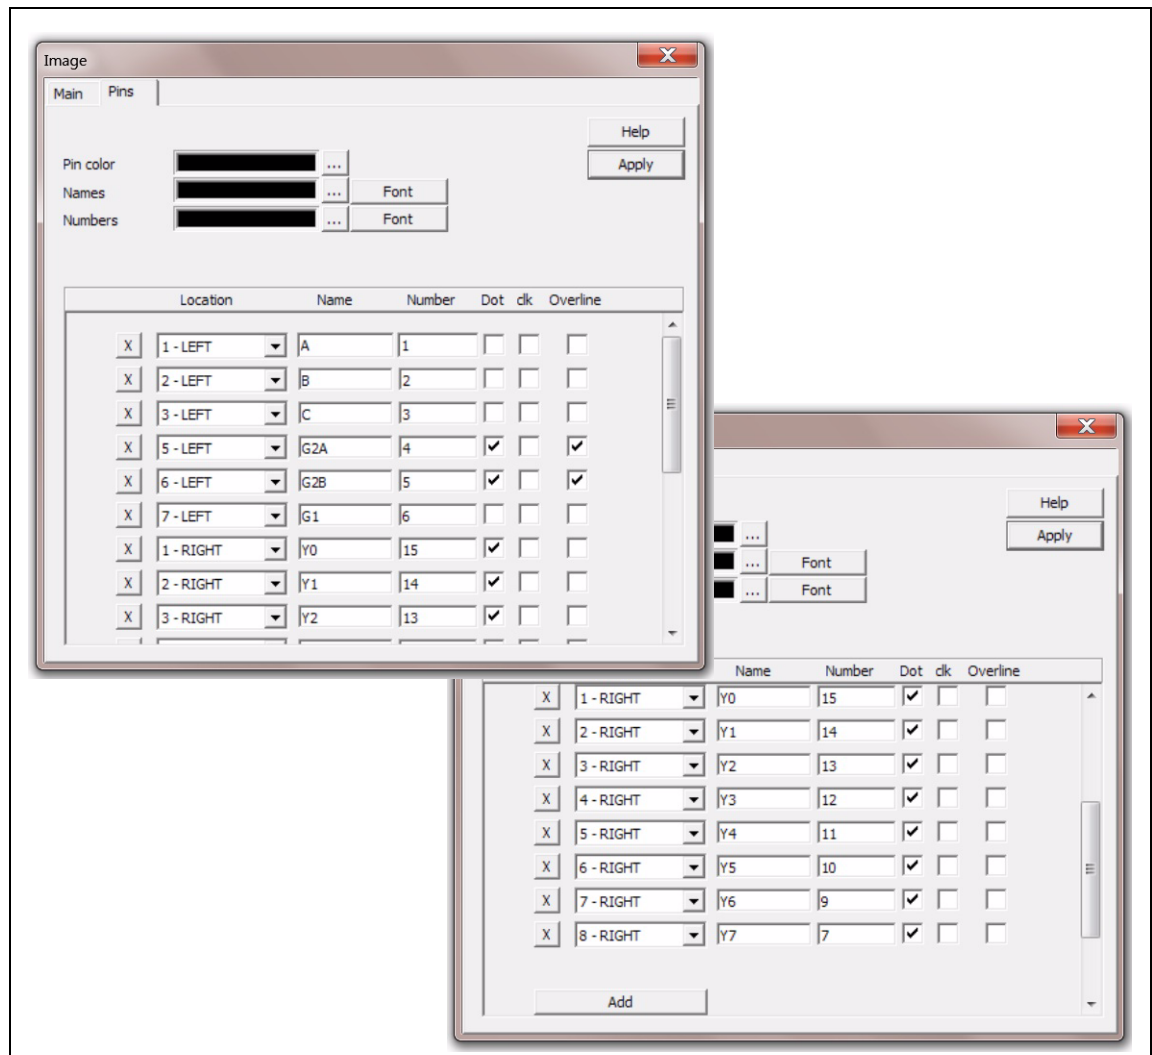 Image
Main Pins
Help
Pin color ... Apply
Names ... Font
Numbers ... Font
Location Name Number Dot clk Overline
X 1 - LEFT A 1
X 2 - LEFT B 2
X 3 - LEFT C 3
X 5 - LEFT G2A 4
X 6 - LEFT G2B 5
X 7 - LEFT G1 6
X 1 - RIGHT Y0 15
X 2 - RIGHT Y1 14
X 3 - RIGHT Y2 13
Help
... Apply
... Font
... Font
Name Number Dot clk Overline
X 1 - RIGHT Y0 15
X 2 - RIGHT Y1 14
X 3 - RIGHT Y2 13
X 4 - RIGHT Y3 12
X 5 - RIGHT Y4 11
X 6 - RIGHT Y5 10
X 7 - RIGHT Y6 9
X 8 - RIGHT Y7 7
Add